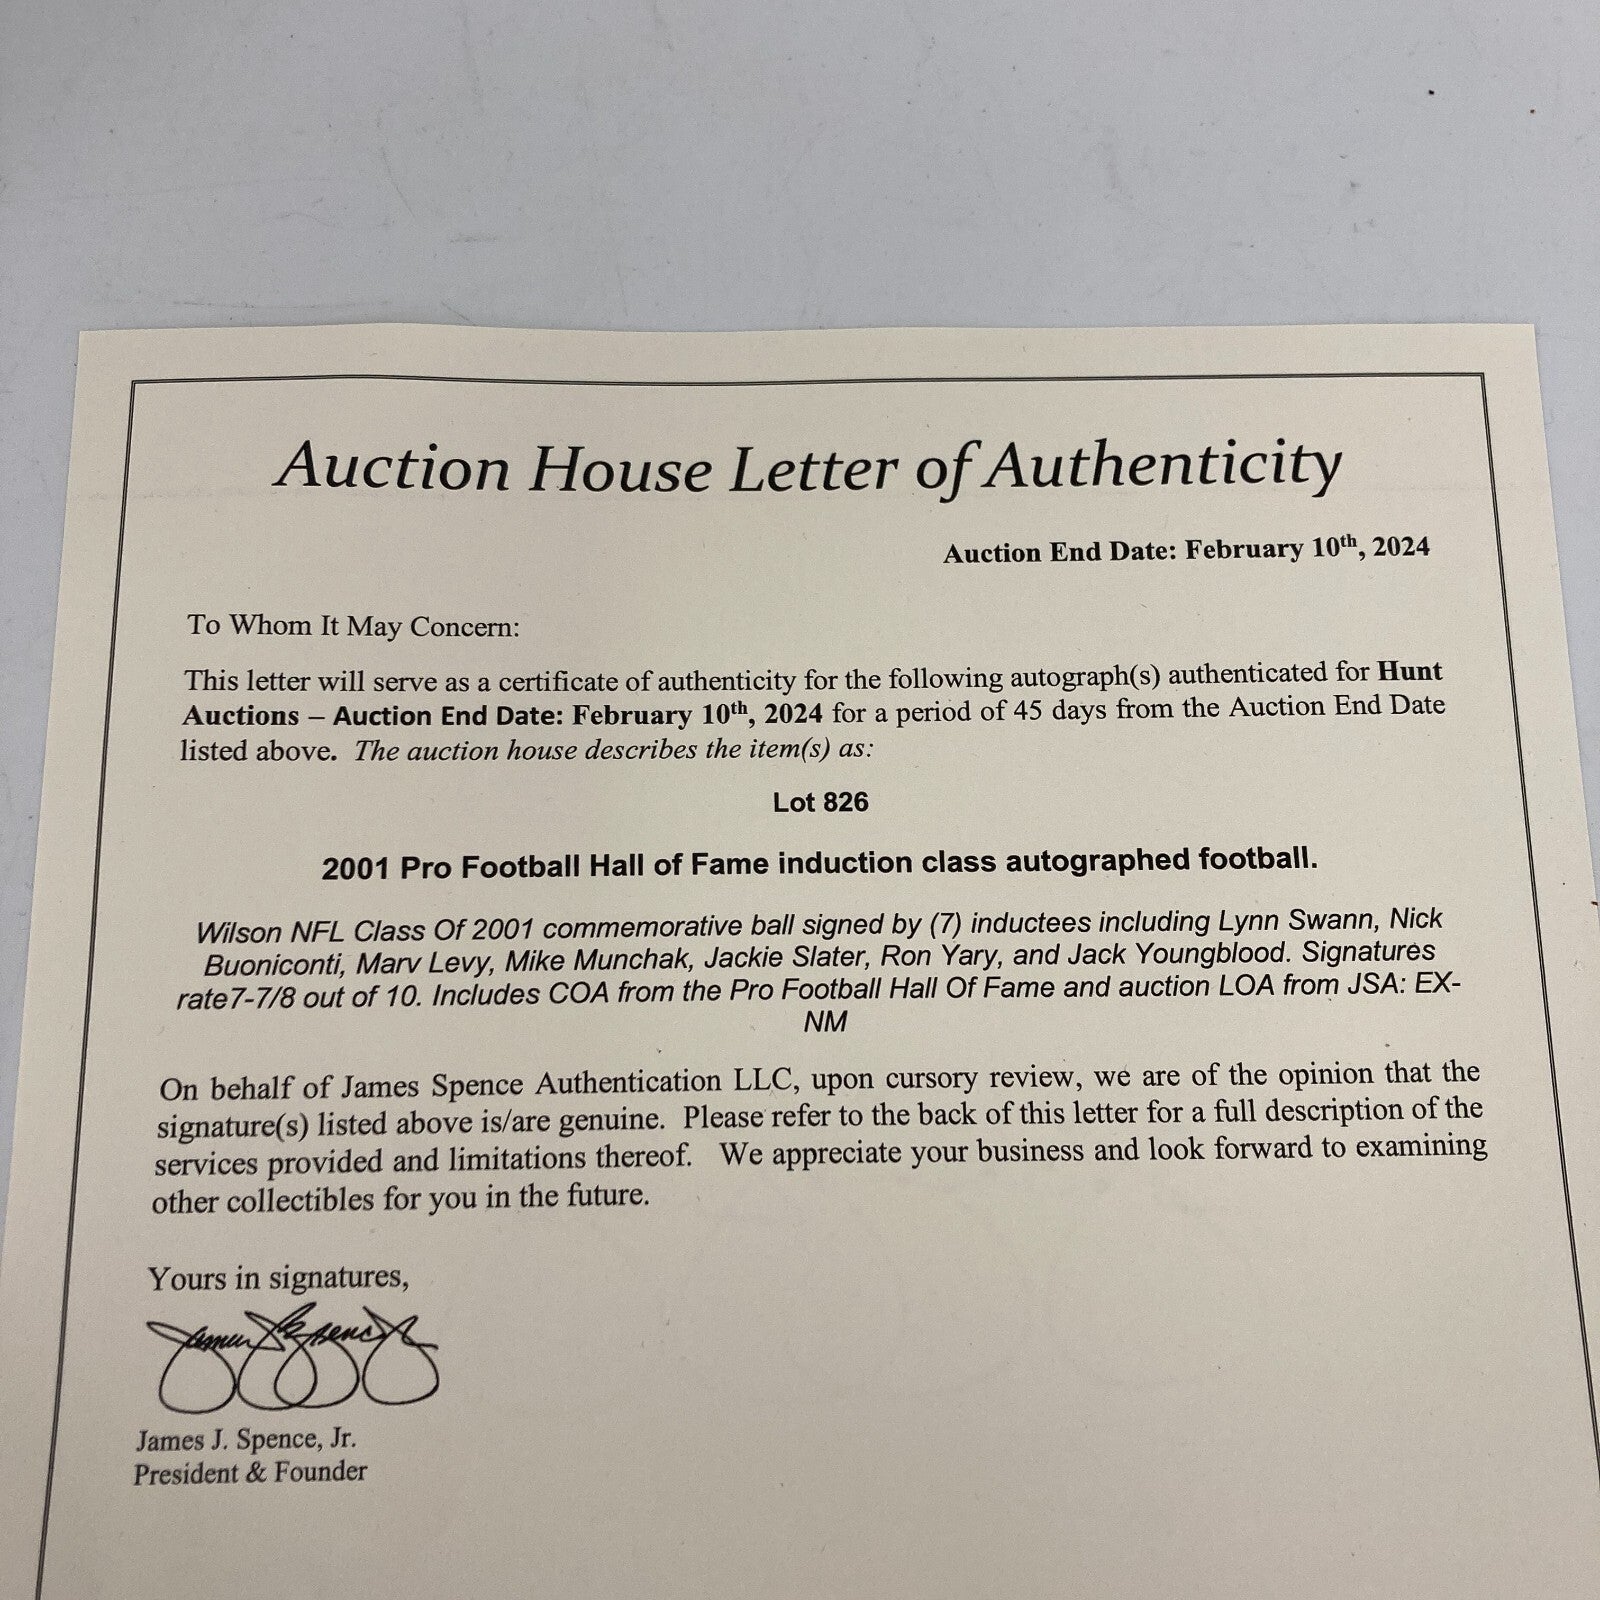 Auction House Letter of Authenticity
Auction End Date: February 10th, 2024
To Whom It May Concern:
This letter will serve as a certificate of authenticity for the following autograph(s) authenticated for Hunt
Auctions – Auction End Date: February 10th, 2024 for a period of 45 days from the Auction End Date
listed above. The auction house describes the item(s) as:
Lot 826
2001 Pro Football Hall of Fame induction class autographed football.
Wilson NFL Class Of 2001 commemorative ball signed by (7) inductees including Lynn Swann, Nick
Buoniconti, Marv Levy, Mike Munchak, Jackie Slater, Ron Yary, and Jack Youngblood. Signatures
rate7-7/8 out of 10. Includes COA from the Pro Football Hall Of Fame and auction LOA from JSA: EX-
NM
On behalf of James Spence Authentication LLC, upon cursory review, we are of the opinion that the
signature(s) listed above is/are genuine. Please refer to the back of this letter for a full description of the
services provided and limitations thereof. We appreciate your business and look forward to examining
other collectibles for you in the future.
Yours in signatures,
James J. Spence, Jr.
James J. Spence, Jr.
President & Founder